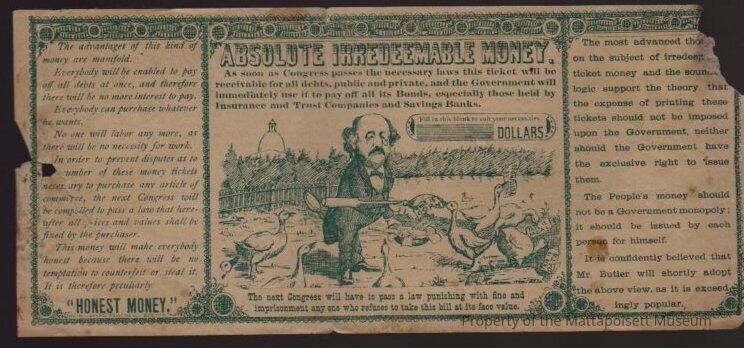 The advantages of this kind of
money are manifold.
Everybody will be enabled to pay
off all debts at once, and therefore
there will be no more interest to pay.
Everybody can purchase whatever
he wants.
No one will labor any more, as
there will be no necessity for work.
In order to prevent disputes as to
umber of these money tickets
necessary to purchase any article of
the next Congress will
be compelled to pass a law that here-
after all and values shall be
fixed by the purchaser.
This money will make everybody
honest because there will be no
temptation to counterfeit or steal it.
It is therefore peculiarly
"HONEST MONEY."
ABSOLUTE IRREDEEMABLE MONEY.
As soon as Congress passes the necessary laws this ticket will be
receivable for all debts, public and private, and the Government will
immediately use it to pay off all its Bonds, especially those held by
Insurance and Trust Companies and Savings Banks.
Fill in this blank to suit your necessities
DOLLARS
The next Congress will have to pass a law punishing with fine and
imprisonment any one who refuses to take this bill at its face value.
The most advanced
on the subject of
ticket money and the
logic support the theory that
the expense of printing these
tickets should not be imposed
upon the Government, neither
should the Government have
the exclusive right to issue
them.
The People's money should
not be a Government monopoly;
it should be issued by each
person for himself.
It is confidently believed that
Mr. Butler will shortly adopt
the above view, as it is exceed-
ingly popular.
Property of the Mattapoisett Museum